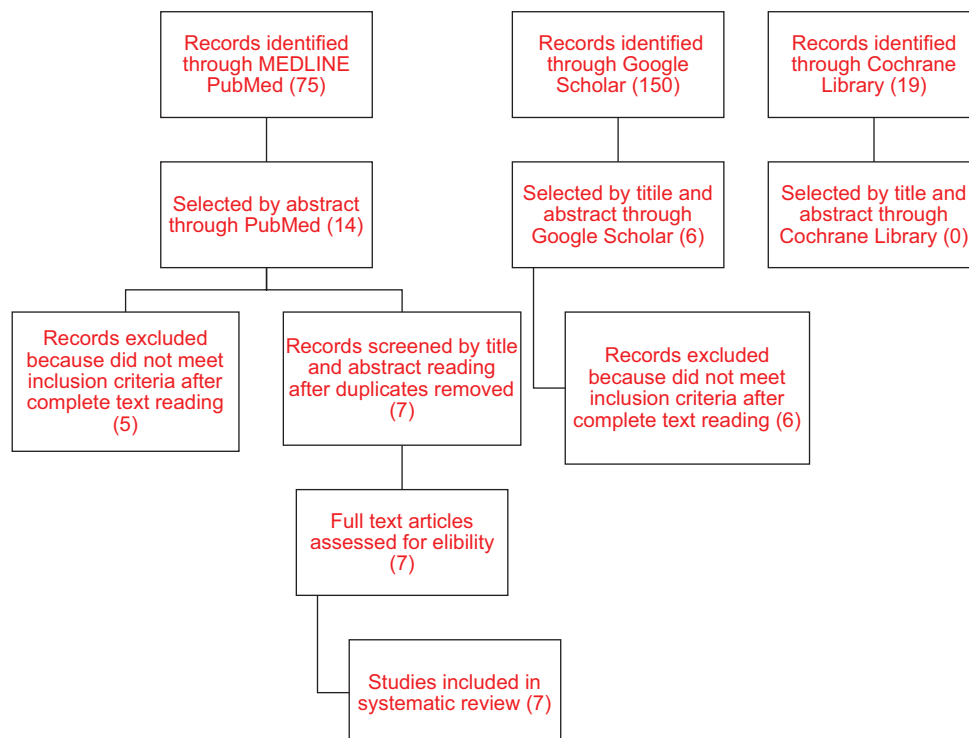 Records identified
through MEDLINE
PubMed (75)
Records identified
through Google
Scholar (150)
Records identified
through Cochrane
Library (19)
Selected by abstract
through PubMed (14)
Selected by titile and
abstract through
Google Scholar (6)
Selected by title and
abstract through
Cochrane Library (0)
Records excluded
because did not meet
inclusion criteria after
complete text reading
(5)
Records screened by title
and abstract reading
after duplicates removed
(7)
Records excluded
because did not meet
inclusion criteria after
complete text reading (6)
Full text articles
assessed for elibility
(7)
Studies included in
systematic review (7)